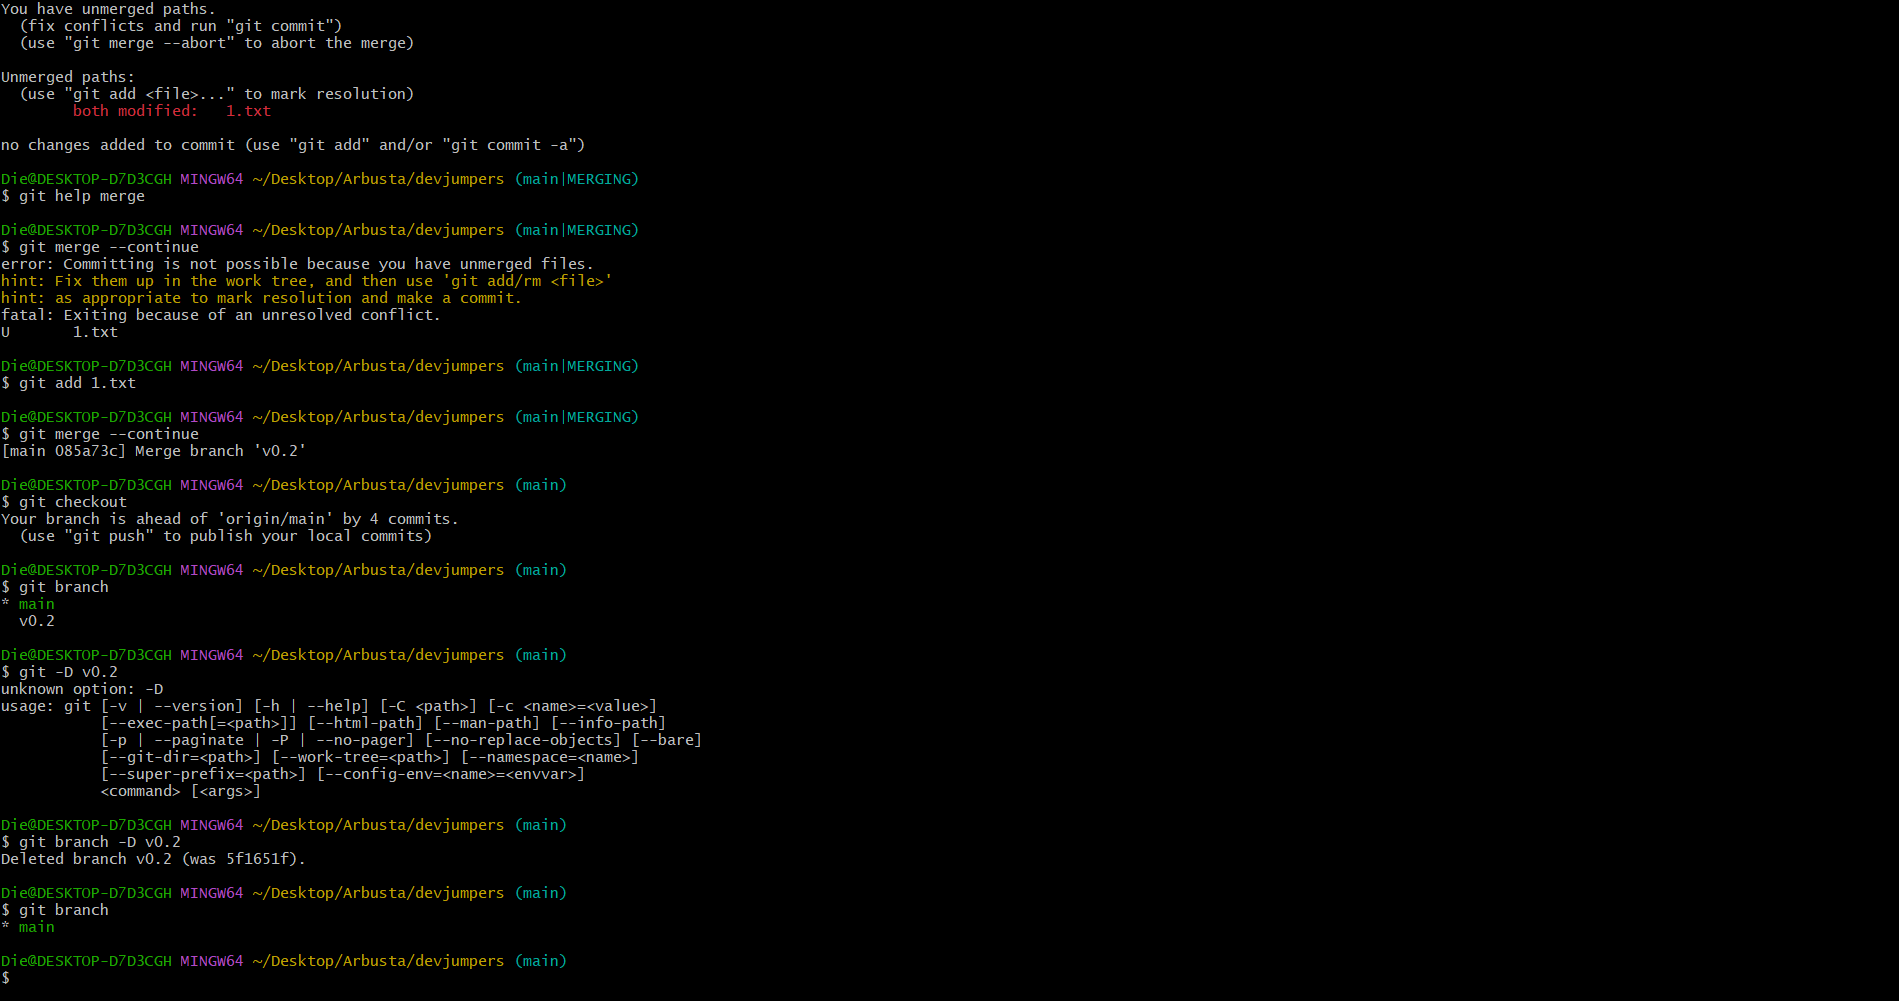 You have unmerged paths.
  (fix conflicts and run "git commit")
  (use "git merge --abort" to abort the merge)

Unmerged paths:
  (use "git add <file>..." to mark resolution)
        both modified:   1.txt

no changes added to commit (use "git add" and/or "git commit -a")

Die@DESKTOP-D7D3CGH MINGW64 ~/Desktop/Arbusta/devjumpers (main|MERGING)
$ git help merge

Die@DESKTOP-D7D3CGH MINGW64 ~/Desktop/Arbusta/devjumpers (main|MERGING)
$ git merge --continue
error: Committing is not possible because you have unmerged files.
hint: Fix them up in the work tree, and then use 'git add/rm <file>'
hint: as appropriate to mark resolution and make a commit.
fatal: Exiting because of an unresolved conflict.
U       1.txt

Die@DESKTOP-D7D3CGH MINGW64 ~/Desktop/Arbusta/devjumpers (main|MERGING)
$ git add 1.txt

Die@DESKTOP-D7D3CGH MINGW64 ~/Desktop/Arbusta/devjumpers (main|MERGING)
$ git merge --continue
[main 085a73c] Merge branch 'v0.2'

Die@DESKTOP-D7D3CGH MINGW64 ~/Desktop/Arbusta/devjumpers (main)
$ git checkout
Your branch is ahead of 'origin/main' by 4 commits.
  (use "git push" to publish your local commits)

Die@DESKTOP-D7D3CGH MINGW64 ~/Desktop/Arbusta/devjumpers (main)
$ git branch
* main
  v0.2

Die@DESKTOP-D7D3CGH MINGW64 ~/Desktop/Arbusta/devjumpers (main)
$ git -D v0.2
unknown option: -D
usage: git [-v | --version] [-h | --help] [-C <path>] [-c <name>=<value>]
           [--exec-path[=<path>]] [--html-path] [--man-path] [--info-path]
           [-p | --paginate | -P | --no-pager] [--no-replace-objects] [--bare]
           [--git-dir=<path>] [--work-tree=<path>] [--namespace=<name>]
           [--super-prefix=<path>] [--config-env=<name>=<envvar>]
           <command> [<args>]

Die@DESKTOP-D7D3CGH MINGW64 ~/Desktop/Arbusta/devjumpers (main)
$ git branch -D v0.2
Deleted branch v0.2 (was 5f1651f).

Die@DESKTOP-D7D3CGH MINGW64 ~/Desktop/Arbusta/devjumpers (main)
$ git branch
* main

Die@DESKTOP-D7D3CGH MINGW64 ~/Desktop/Arbusta/devjumpers (main)
$